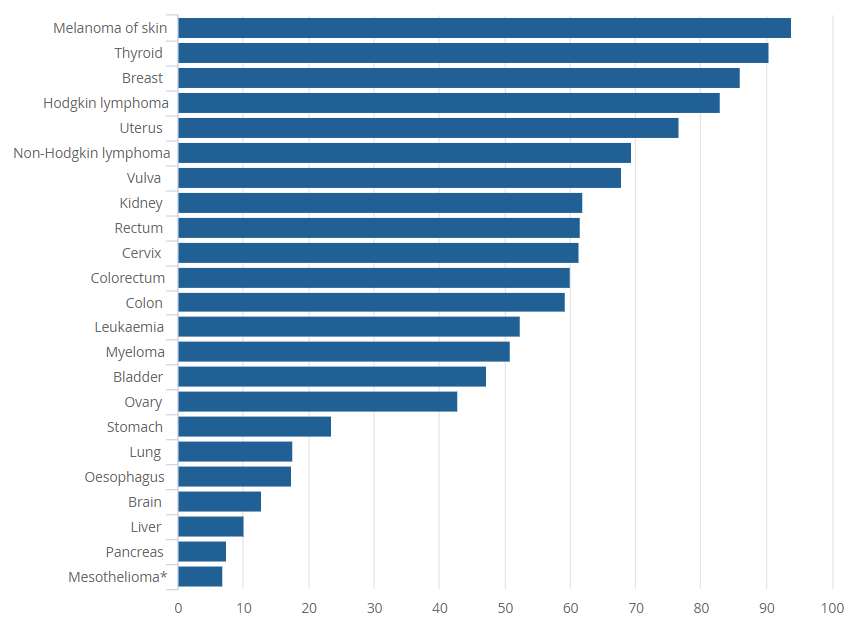 Melanoma of skin
Thyroid
Breast
Hodgkin lymphoma
Uterus
Non-Hodgkin lymphoma
Vulva
Kidney
Rectum
Cervix
Colorectum
Colon
Leukaemia
Myeloma
Bladder
Ovary
Stomach
Lung
Oesophagus
Brain
Liver
Pancreas
Mesothelioma*
0 10 20 30 40 50 60 70 80 90 100